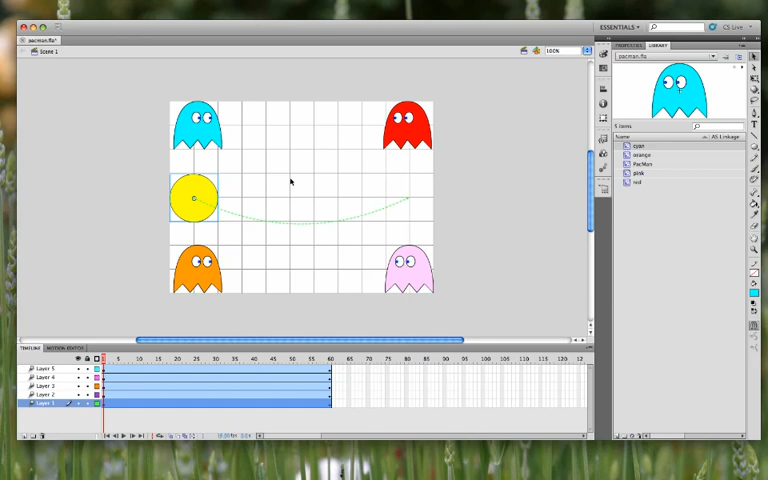 ESSENTIALS
CS Live
pacman.fla*
Scene 1
100%
PROPERTIES LIBRARY
pacman.fla
5 items
Name AS Linkage
cyan
orange
PacMan
pink
red
TIMELINE MOTION EDITOR
5 10 15 20 25 30 35 40 45 50 55 60 65 70 75 80 85 90 95 100 105 110 115 120 12
Layer 5
Layer 4
Layer 3
Layer 2
Layer 1